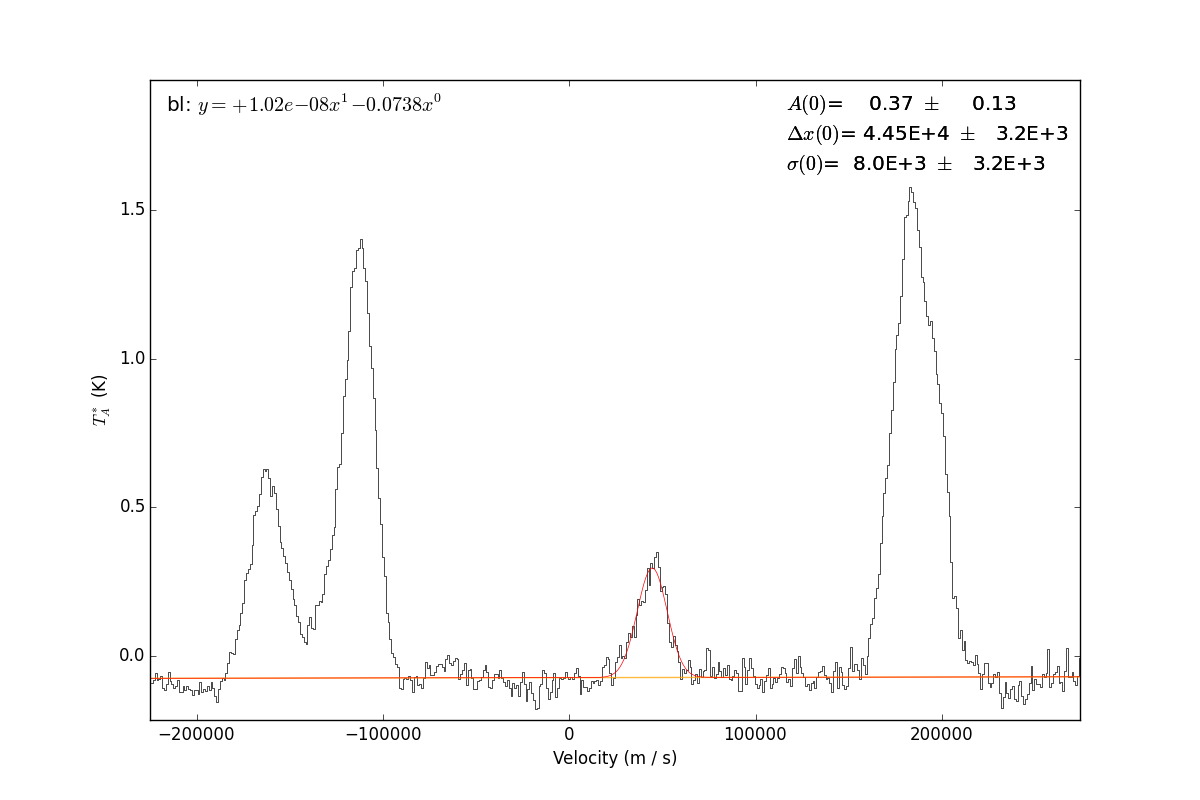 bl: y = +1.02e−08x¹ −0.0738x⁰
A(0)= 0.37 ± 0.13
Δx(0)= 4.45E+4 ± 3.2E+3
σ(0)= 8.0E+3 ± 3.2E+3
1.5
1.0
0.5
0.0
T*A (K)
−200000 −100000 0 100000 200000
Velocity (m / s)